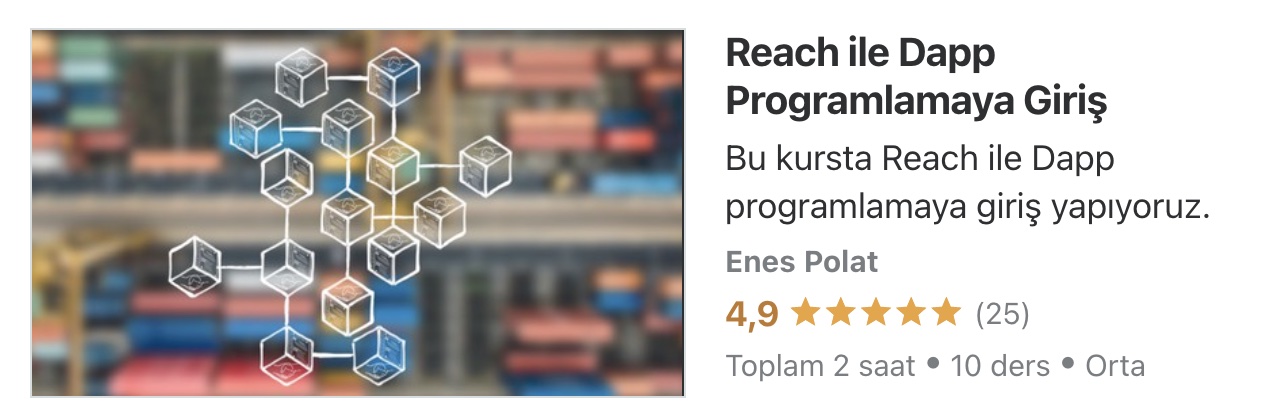 Reach ile Dapp
Programlamaya Giriş
Bu kursta Reach ile Dapp
programlamaya giriş yapıyoruz.
Enes Polat
4,9 ★★★★★ (25)
Toplam 2 saat • 10 ders • Orta